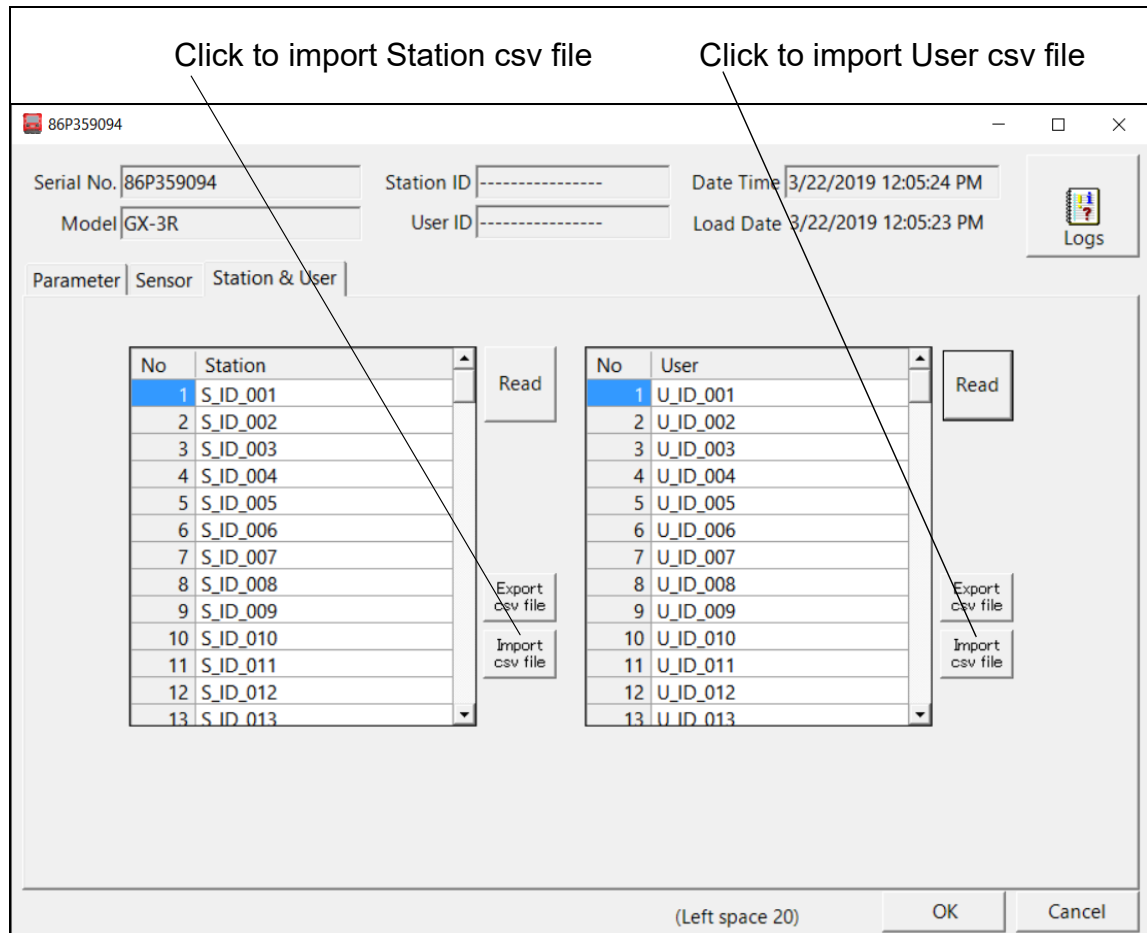 Click to import Station csv file
Click to import User csv file
86P359094
Serial No. 86P359094
Station ID ----------------
Date Time 3/22/2019 12:05:24 PM
Model GX-3R
User ID ----------------
Load Date 3/22/2019 12:05:23 PM
Logs
Parameter Sensor Station & User
No Station
1 S_ID_001
2 S_ID_002
3 S_ID_003
4 S_ID_004
5 S_ID_005
6 S_ID_006
7 S_ID_007
8 S_ID_008
9 S_ID_009
10 S_ID_010
11 S_ID_011
12 S_ID_012
13 S_ID_013
Read
Export
csv file
Import
csv file
No User
1 U_ID_001
2 U_ID_002
3 U_ID_003
4 U_ID_004
5 U_ID_005
6 U_ID_006
7 U_ID_007
8 U_ID_008
9 U_ID_009
10 U_ID_010
11 U_ID_011
12 U_ID_012
13 U_ID_013
Read
Export
csv file
Import
csv file
(Left space 20)
OK
Cancel